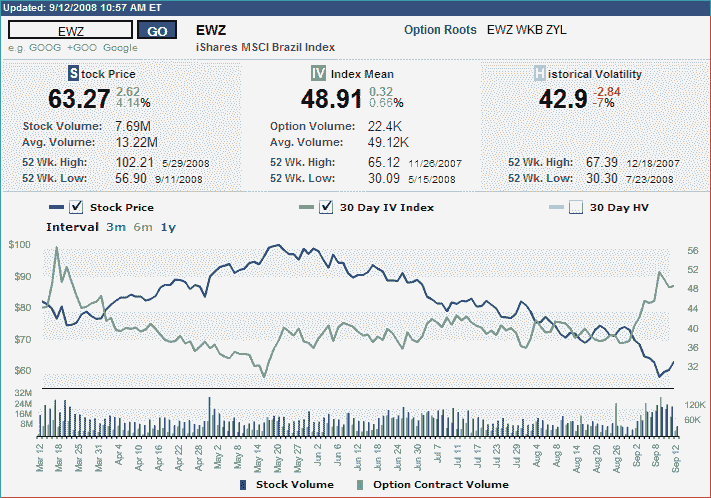 Updated: 9/12/2008 10:57 AM ET
EWZ GO EWZ Option Roots EWZ WKB ZYL
e.g. GOOG +GOO Google iShares MSCI Brazil Index
Stock Price
63.27 2.62 4.14%
Stock Volume: 7.69M
Avg. Volume: 13.22M
52 Wk. High: 102.21 5/29/2008
52 Wk. Low: 56.90 9/11/2008
IV Index Mean
48.91 0.32 0.66%
Option Volume: 22.4K
Avg. Volume: 49.12K
52 Wk. High: 65.12 11/26/2007
52 Wk. Low: 30.09 5/15/2008
Historical Volatility
42.9 -2.84 -7%
52 Wk. High: 67.39 12/18/2007
52 Wk. Low: 30.30 7/23/2008
Stock Price 30 Day IV Index 30 Day HV
Interval 3m 6m 1y
$100
$90
$80
$70
$60
56
52
48
44
40
36
32
32M
24M
16M
8M
120K
60K
Mar 12 Mar 18 Mar 25 Mar 31 Apr 4 Apr 10 Apr 16 Apr 22 Apr 28 May 2 May 8 May 14 May 20 May 27 Jun 2 Jun 6 Jun 12 Jun 18 Jun 24 Jun 30 Jul 7 Jul 11 Jul 17 Jul 23 Jul 29 Aug 4 Aug 8 Aug 14 Aug 20 Aug 26 Sep 2 Sep 8 Sep 12
Stock Volume Option Contract Volume